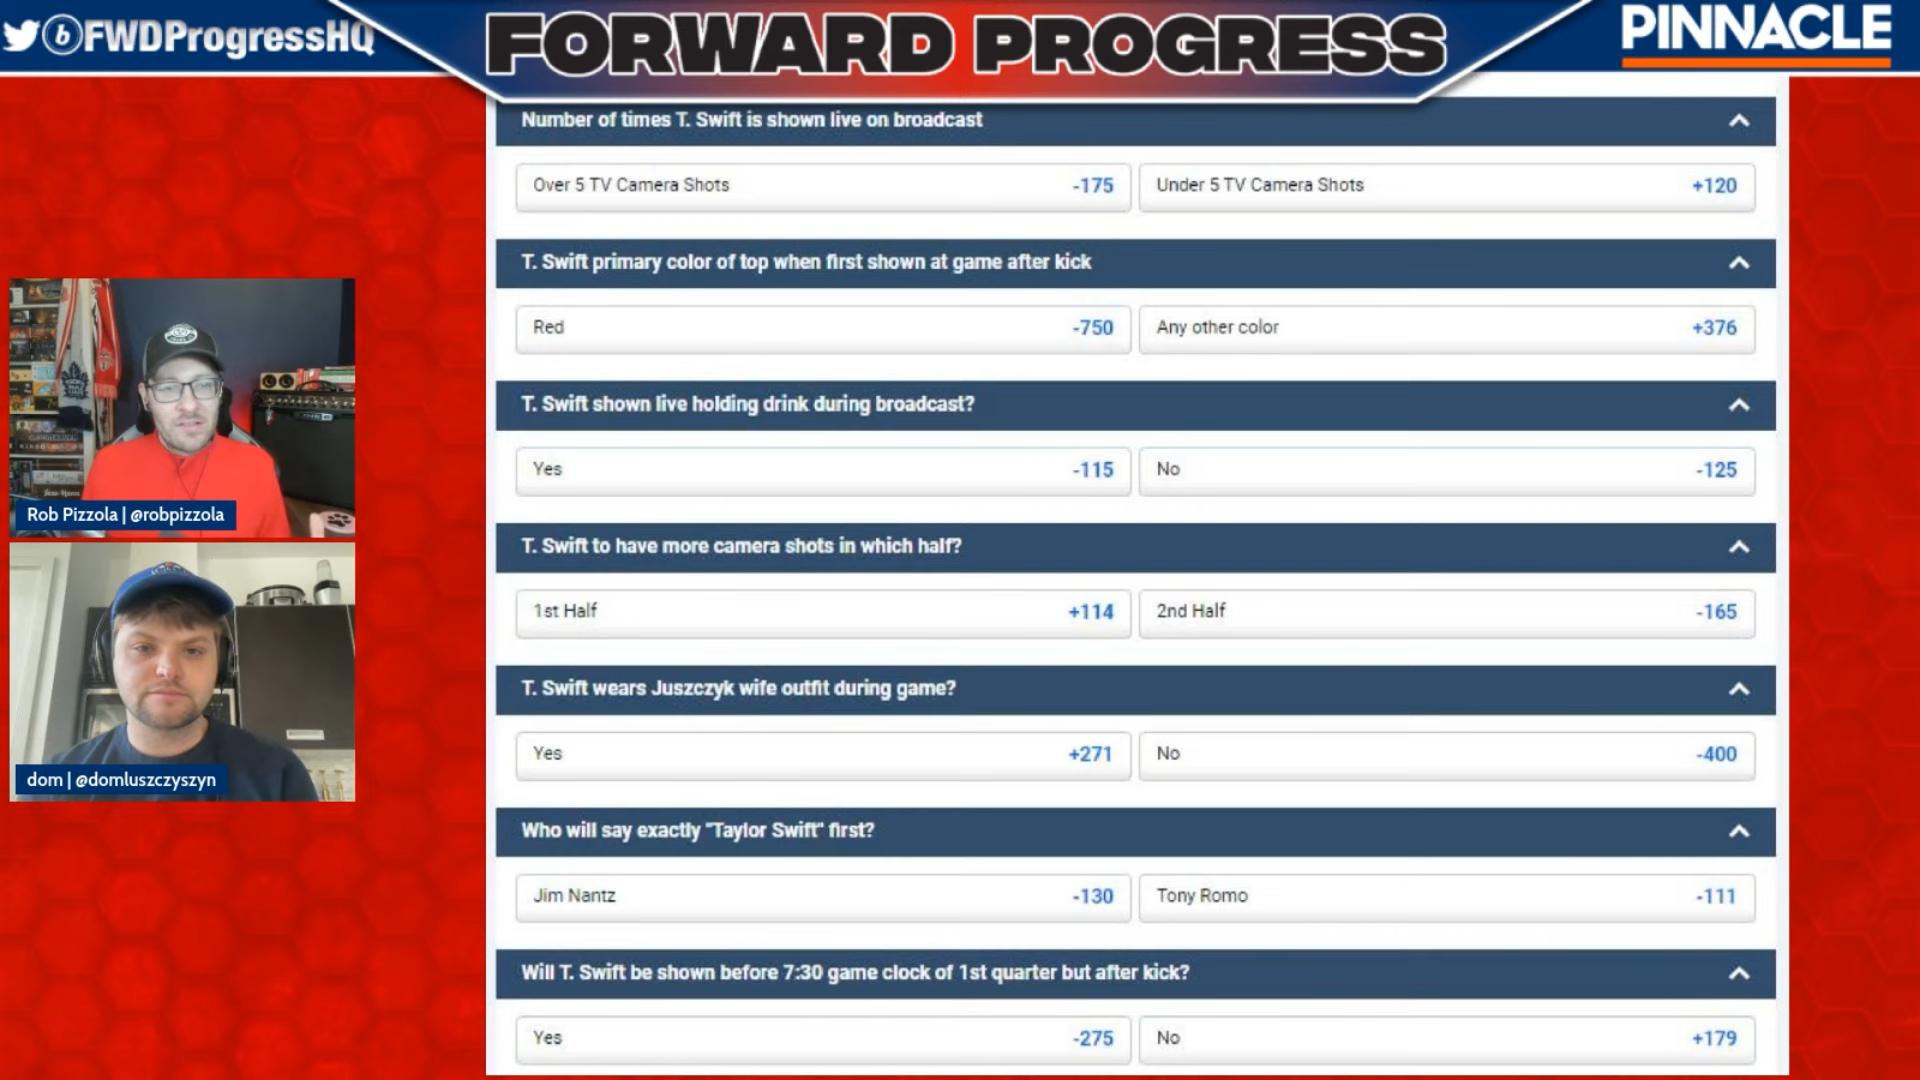 @FWDProgressHQ
FORWARD PROGRESS
PINNACLE
Number of times T. Swift is shown live on broadcast
Over 5 TV Camera Shots -175 Under 5 TV Camera Shots +120
T. Swift primary color of top when first shown at game after kick
Red -750 Any other color +376
T. Swift shown live holding drink during broadcast?
Yes -115 No -125
T. Swift to have more camera shots in which half?
1st Half +114 2nd Half -165
T. Swift wears Juszczyk wife outfit during game?
Yes +271 No -400
Who will say exactly "Taylor Swift" first?
Jim Nantz -130 Tony Romo -111
Will T. Swift be shown before 7:30 game clock of 1st quarter but after kick?
Yes -275 No +179
Rob Pizzola | @robpizzola
dom | @domluszczyszyn